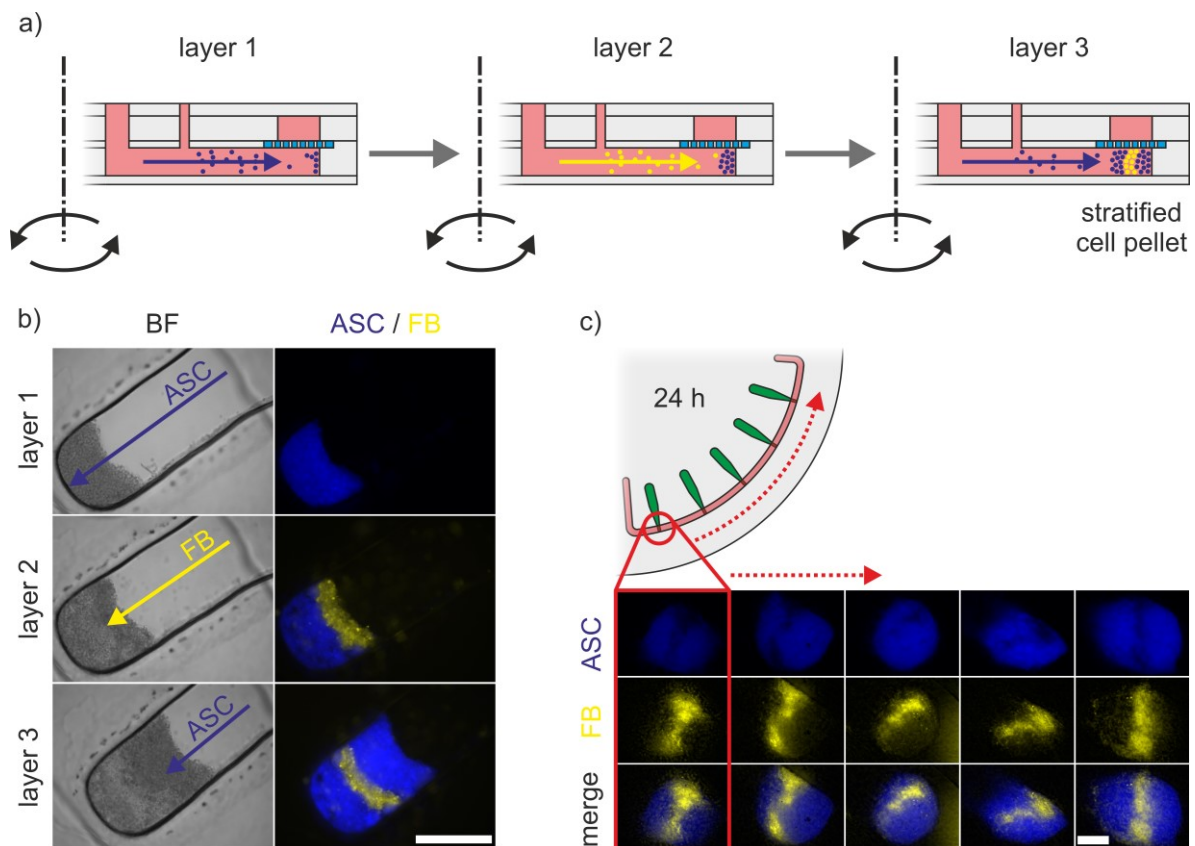 a)
layer 1
layer 2
layer 3
stratified
cell pellet
b)
BF
ASC / FB
layer 1
ASC
layer 2
FB
layer 3
ASC
c)
24 h
ASC
FB
merge